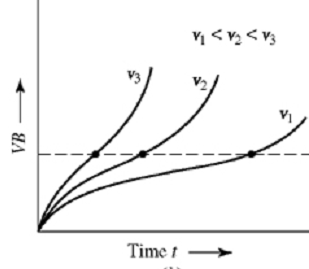 v₁ < v₂ < v₃
v₃
v₂
v₁
VB
Time t